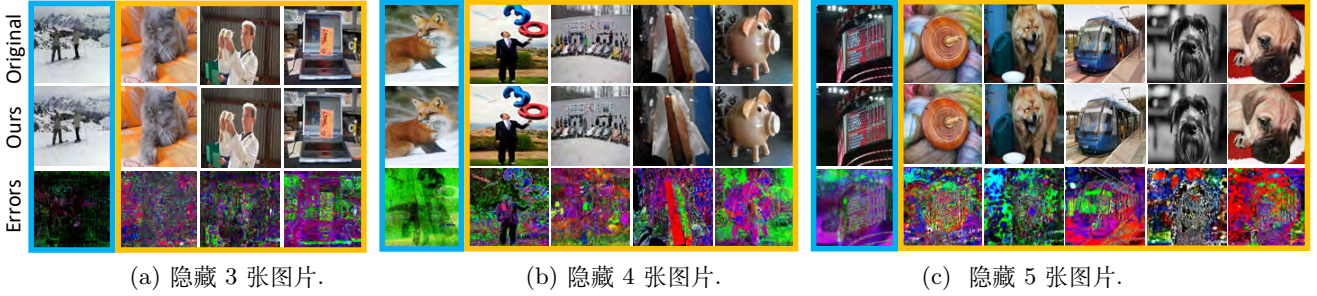 Original
Ours
Errors
(a) 隐藏 3 张图片.
(b) 隐藏 4 张图片.
(c) 隐藏 5 张图片.